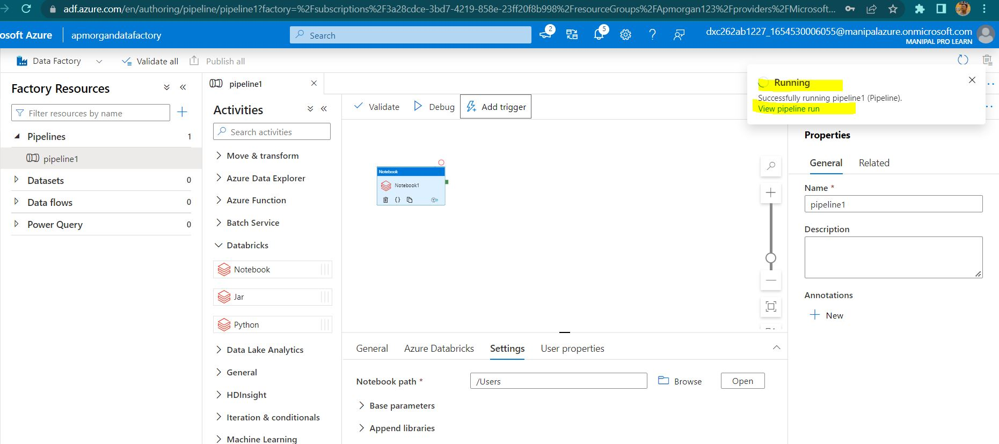 adf.azure.com/en/authoring/pipeline/pipeline1?factory=%2Fsubscriptions%2F3a28cdce-3bd7-4219-858e-23ff20f8b998%2FresourceGroups%2FApmorgan123%2Fproviders%2FMicrosoft...
osoft Azure
apmorgandatafactory
Search
2
5
dxc262ab1227_1654530006055@manipalazure.onmicrosoft.com
MANIPAL PRO LEARN
Data Factory
Validate all
Publish all
Running
Successfully running pipeline1 (Pipeline).
View pipeline run
Factory Resources
Filter resources by name
Pipelines 1
pipeline1
Datasets 0
Data flows 0
Power Query 0
pipeline1
Activities
Search activities
Move & transform
Azure Data Explorer
Azure Function
Batch Service
Databricks
Notebook
Jar
Python
Data Lake Analytics
General
HDInsight
Iteration & conditionals
Machine Learning
Validate
Debug
Add trigger
Notebook
Notebook1
General
Azure Databricks
Settings
User properties
Notebook path *
/Users
Browse
Open
Base parameters
Append libraries
Properties
General
Related
Name *
pipeline1
Description
Annotations
New